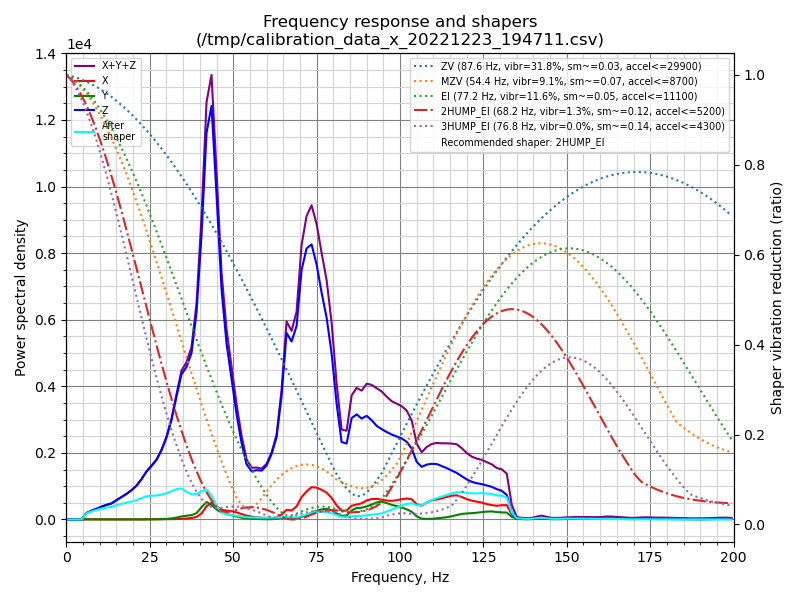 Frequency response and shapers
(/tmp/calibration_data_x_20221223_194711.csv)
1e4
X+Y+Z
X
Y
Z
After
shaper
ZV (87.6 Hz, vibr=31.8%, sm~=0.03, accel<=29900)
MZV (54.4 Hz, vibr=9.1%, sm~=0.07, accel<=8700)
EI (77.2 Hz, vibr=11.6%, sm~=0.05, accel<=11100)
2HUMP_EI (68.2 Hz, vibr=1.3%, sm~=0.12, accel<=5200)
3HUMP_EI (76.8 Hz, vibr=0.0%, sm~=0.14, accel<=4300)
Recommended shaper: 2HUMP_EI
Power spectral density
1.4
1.2
1.0
0.8
0.6
0.4
0.2
0.0
1.0
0.8
0.6
0.4
0.2
0.0
Shaper vibration reduction (ratio)
0 25 50 75 100 125 150 175 200
Frequency, Hz